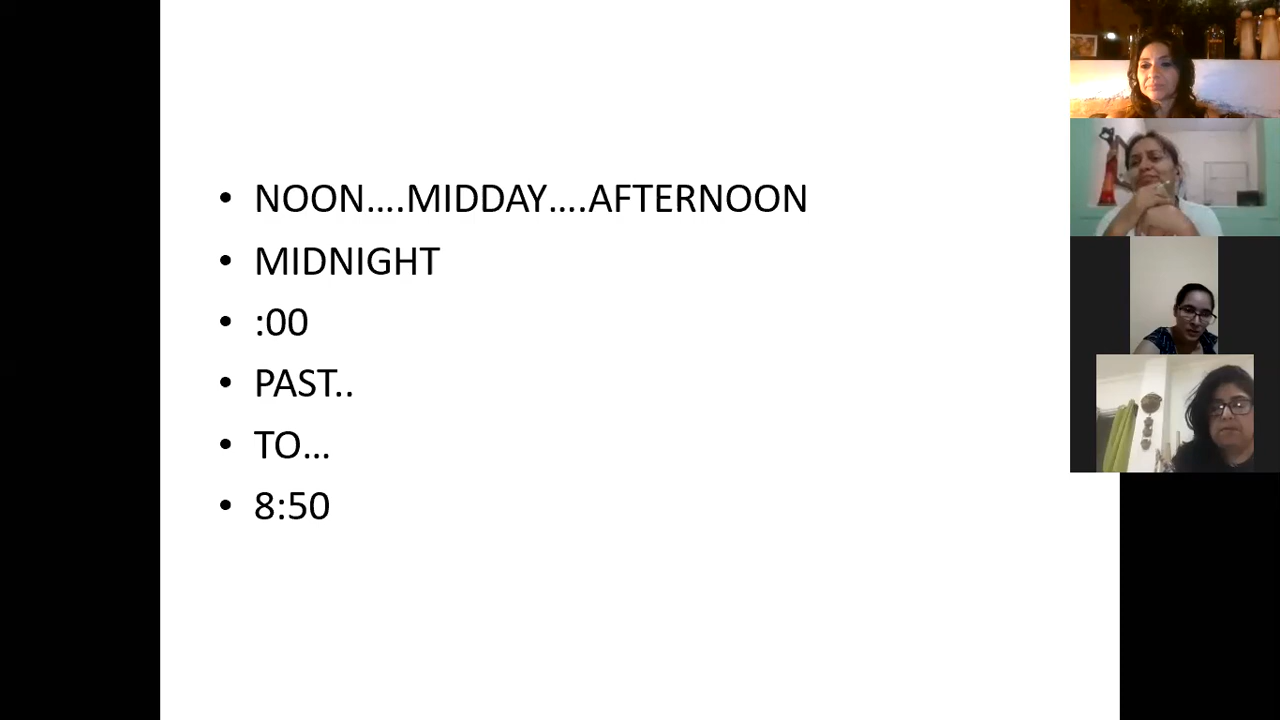 • NOON....MIDDAY....AFTERNOON
• MIDNIGHT
• :00
• PAST..
• TO...
• 8:50